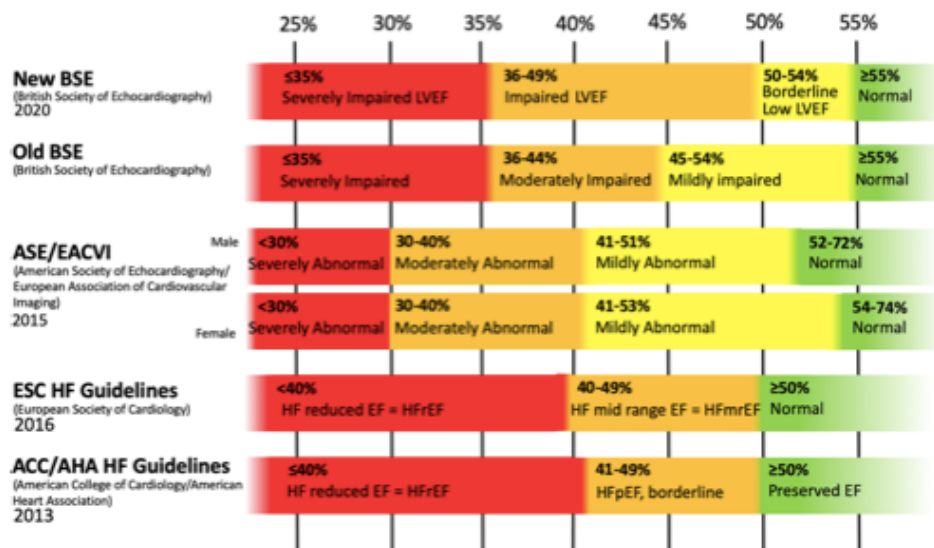 25% 30% 35% 40% 45% 50% 55%
New BSE
(British Society of Echocardiography)
2020
≤35%
Severely Impaired LVEF
36-49%
Impaired LVEF
50-54%
Borderline
Low LVEF
≥55%
Normal
Old BSE
(British Society of Echocardiography)
≤35%
Severely Impaired
36-44%
Moderately Impaired
45-54%
Mildly impaired
≥55%
Normal
ASE/EACVI
(American Society of Echocardiography/
European Association of Cardiovascular
Imaging)
2015
Male
<30%
Severely Abnormal
30-40%
Moderately Abnormal
41-51%
Mildly Abnormal
52-72%
Normal
Female
<30%
Severely Abnormal
30-40%
Moderately Abnormal
41-53%
Mildly Abnormal
54-74%
Normal
ESC HF Guidelines
(European Society of Cardiology)
2016
<40%
HF reduced EF = HFrEF
40-49%
HF mid range EF = HFmrEF
≥50%
Normal
ACC/AHA HF Guidelines
(American College of Cardiology/American
Heart Association)
2013
≤40%
HF reduced EF = HFrEF
41-49%
HFpEF, borderline
≥50%
Preserved EF